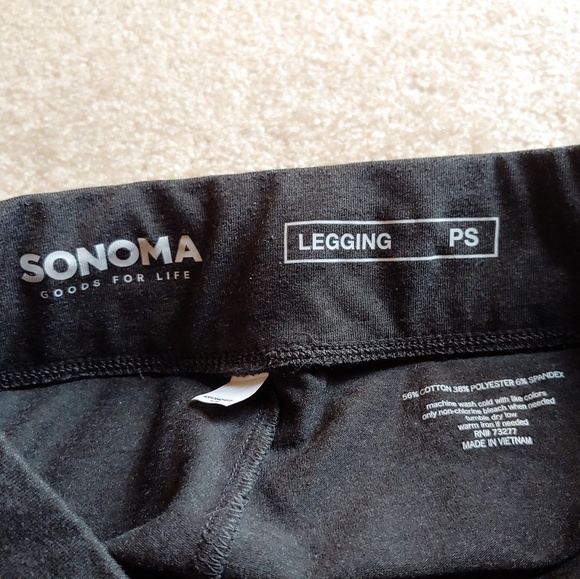 SONOMA
GOODS FOR LIFE
LEGGING PS
56% COTTON 38% POLYESTER 6% SPANDEX
machine wash cold with like colors
only non-chlorine bleach when needed
tumble dry low
warm iron if needed
RN# 73277
MADE IN VIETNAM